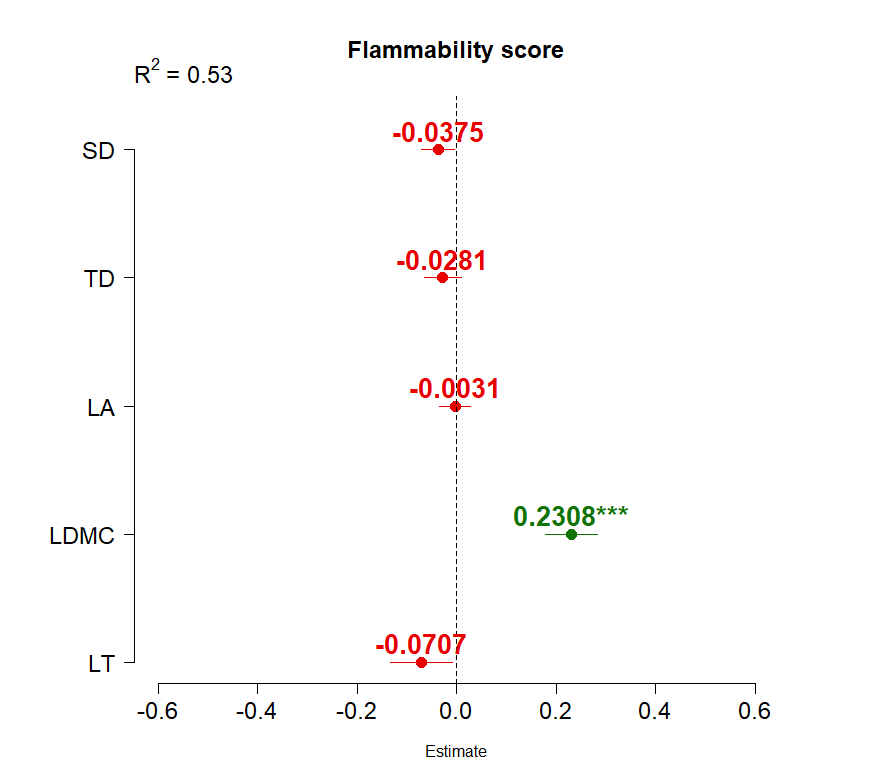 Flammability score
R² = 0.53
SD -0.0375
TD -0.0281
LA -0.0031
LDMC 0.2308***
LT -0.0707
-0.6 -0.4 -0.2 0.0 0.2 0.4 0.6
Estimate